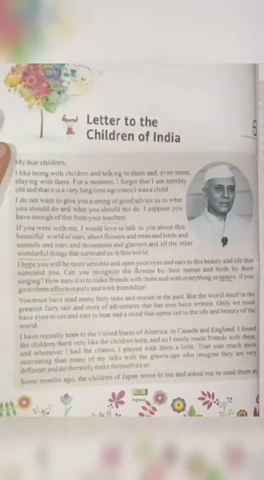 Letter to the
Children of India
My dear children,
I like being with children and talking to them and, even more,
playing with them. For a moment, I forget that I am terribly
old and that it is a very long time ago since I was a child.
I do not want to give you a string of good advice as to what
you should do and what you should not do. I suppose you
have enough of this from your teachers.
If you were with me, I would love to talk to you about this
beautiful world of ours, about flowers and trees and birds and
animals and stars and mountains and glaciers and all the other
wonderful things that surround us in this world.
I hope you will be more sensible and open your eyes and ears to this beauty and life that
surround you. Can you recognize the flowers by their names and birds by their
singing? How easy it is to make friends with them and with everything in nature, if you
go to them affectionately and with friendship!
You must have read many fairy tales and stories in the past. But the world itself is the
greatest fairy tale and story of adventures that has ever been written. Only we must
have eyes to see and ears to hear and a mind that opens out to the life and beauty of the
world.
I have recently been to the United States of America, to Canada and England. I found
the children there very like the children here, and so I easily made friends with them,
and whenever I had the chance, I played with them a little. That was much more
interesting than many of my talks with the grown-ups who imagine they are very
different and deliberately make themselves so.
Some months ago, the children of Japan wrote to me and asked me to send them an